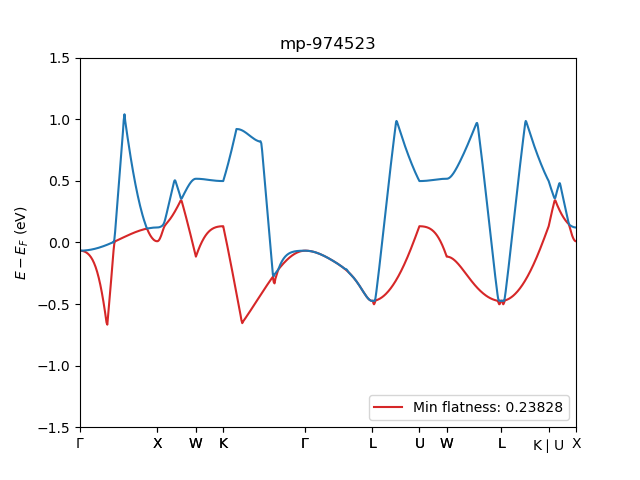 mp-974523
1.5
1.0
0.5
0.0
−0.5
−1.0
−1.5
E − E_F (eV)
Min flatness: 0.23828
Γ X W K Γ L U W L K | U X